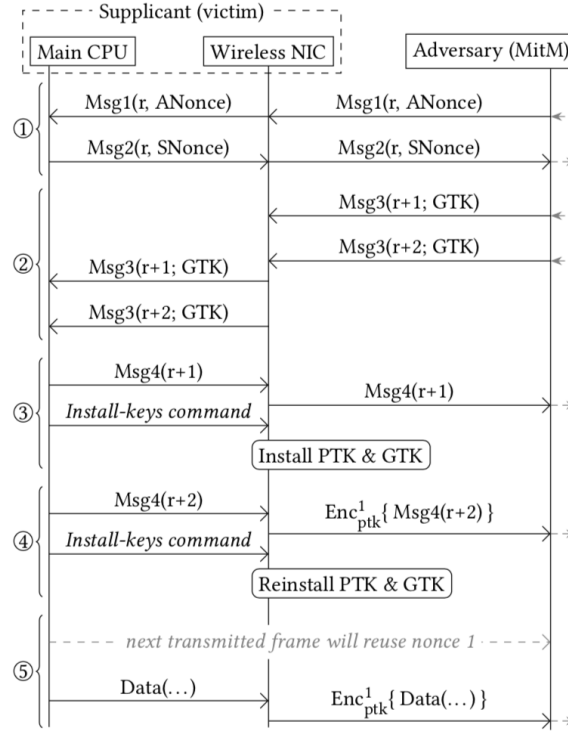 Supplicant (victim)
Main CPU
Wireless NIC
Adversary (MitM)
①
Msg1(r, ANonce)
Msg1(r, ANonce)
Msg2(r, SNonce)
Msg2(r, SNonce)
②
Msg3(r+1; GTK)
Msg3(r+2; GTK)
Msg3(r+1; GTK)
Msg3(r+2; GTK)
③
Msg4(r+1)
Msg4(r+1)
Install-keys command
Install PTK & GTK
④
Msg4(r+2)
Enc¹ₚₜₖ{ Msg4(r+2) }
Install-keys command
Reinstall PTK & GTK
⑤
next transmitted frame will reuse nonce 1
Data(…)
Enc¹ₚₜₖ{ Data(…) }